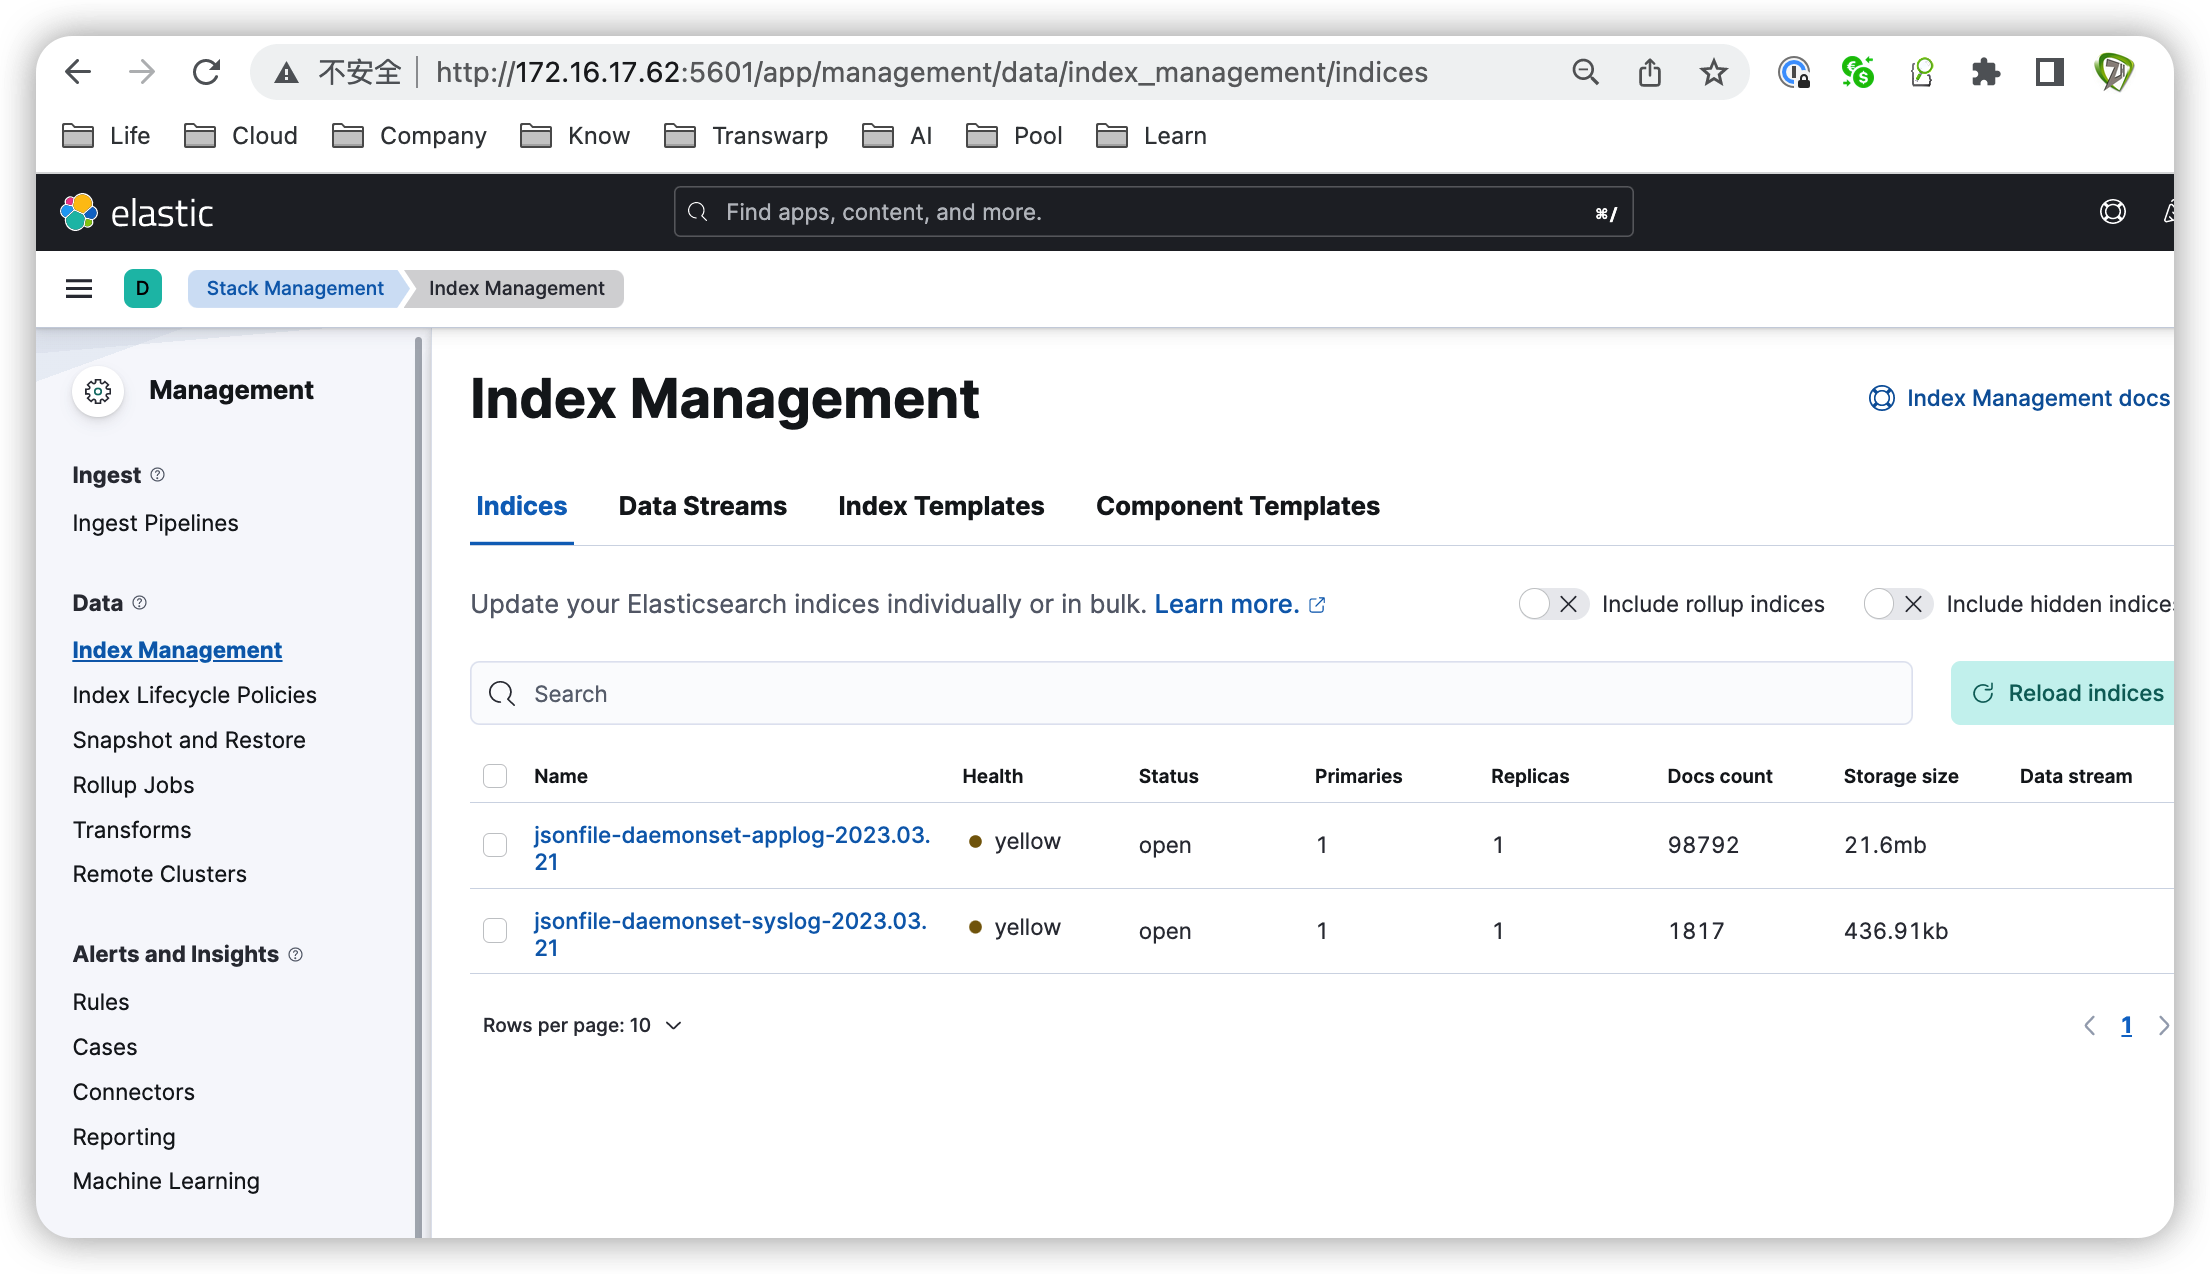 不安全 http://172.16.17.62:5601/app/management/data/index_management/indices
Life Cloud Company Know Transwarp AI Pool Learn
elastic Find apps, content, and more. ⌘/
D Stack Management Index Management
Management
Ingest
Ingest Pipelines
Data
Index Management
Index Lifecycle Policies
Snapshot and Restore
Rollup Jobs
Transforms
Remote Clusters
Alerts and Insights
Rules
Cases
Connectors
Reporting
Machine Learning
Index Management
Index Management docs
Indices Data Streams Index Templates Component Templates
Update your Elasticsearch indices individually or in bulk. Learn more. Include rollup indices Include hidden indices
Search Reload indices
Name Health Status Primaries Replicas Docs count Storage size Data stream
jsonfile-daemonset-applog-2023.03.
21 yellow open 1 1 98792 21.6mb
jsonfile-daemonset-syslog-2023.03.
21 yellow open 1 1 1817 436.91kb
Rows per page: 10 1